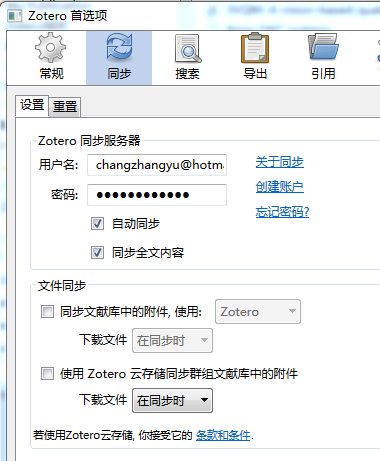 Zotero 首选项
常规 同步 搜索 导出 引用
设置 重置
Zotero 同步服务器
用户名: changzhangyu@hotm 关于同步
创建账户
密码: ●●●●●●●●●●●●
忘记密码?
自动同步
同步全文内容
文件同步
同步文献库中的附件, 使用: Zotero
下载文件 在同步时
使用 Zotero 云存储同步群组文献库中的附件
下载文件 在同步时
若使用Zotero云存储, 你接受它的 条款和条件.